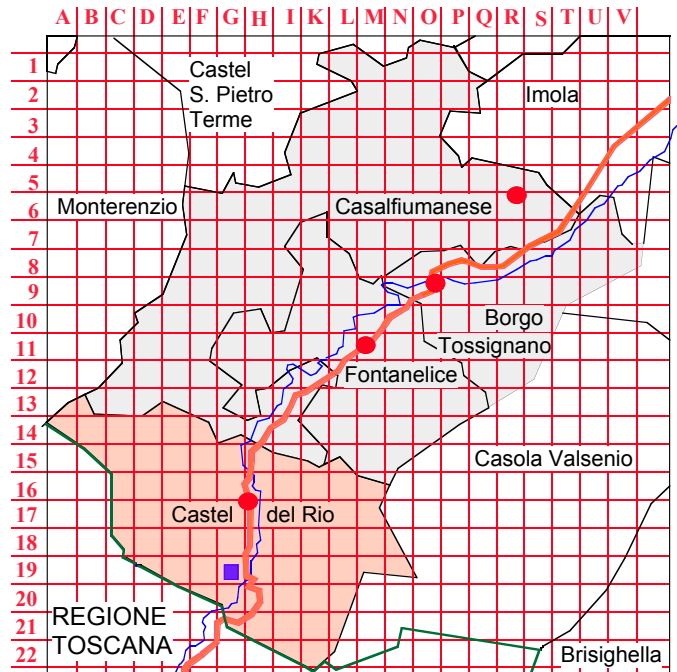 A B C D E F G H I K L M N O P Q R S T U V
1
2
3
4
5
6
7
8
9
10
11
12
13
14
15
16
17
18
19
20
21
22
Castel
S. Pietro
Terme
Imola
Monterenzio
Casalfiumanese
Borgo
Tossignano
Fontanelice
Casola Valsenio
Castel del Rio
REGIONE
TOSCANA
Brisighella